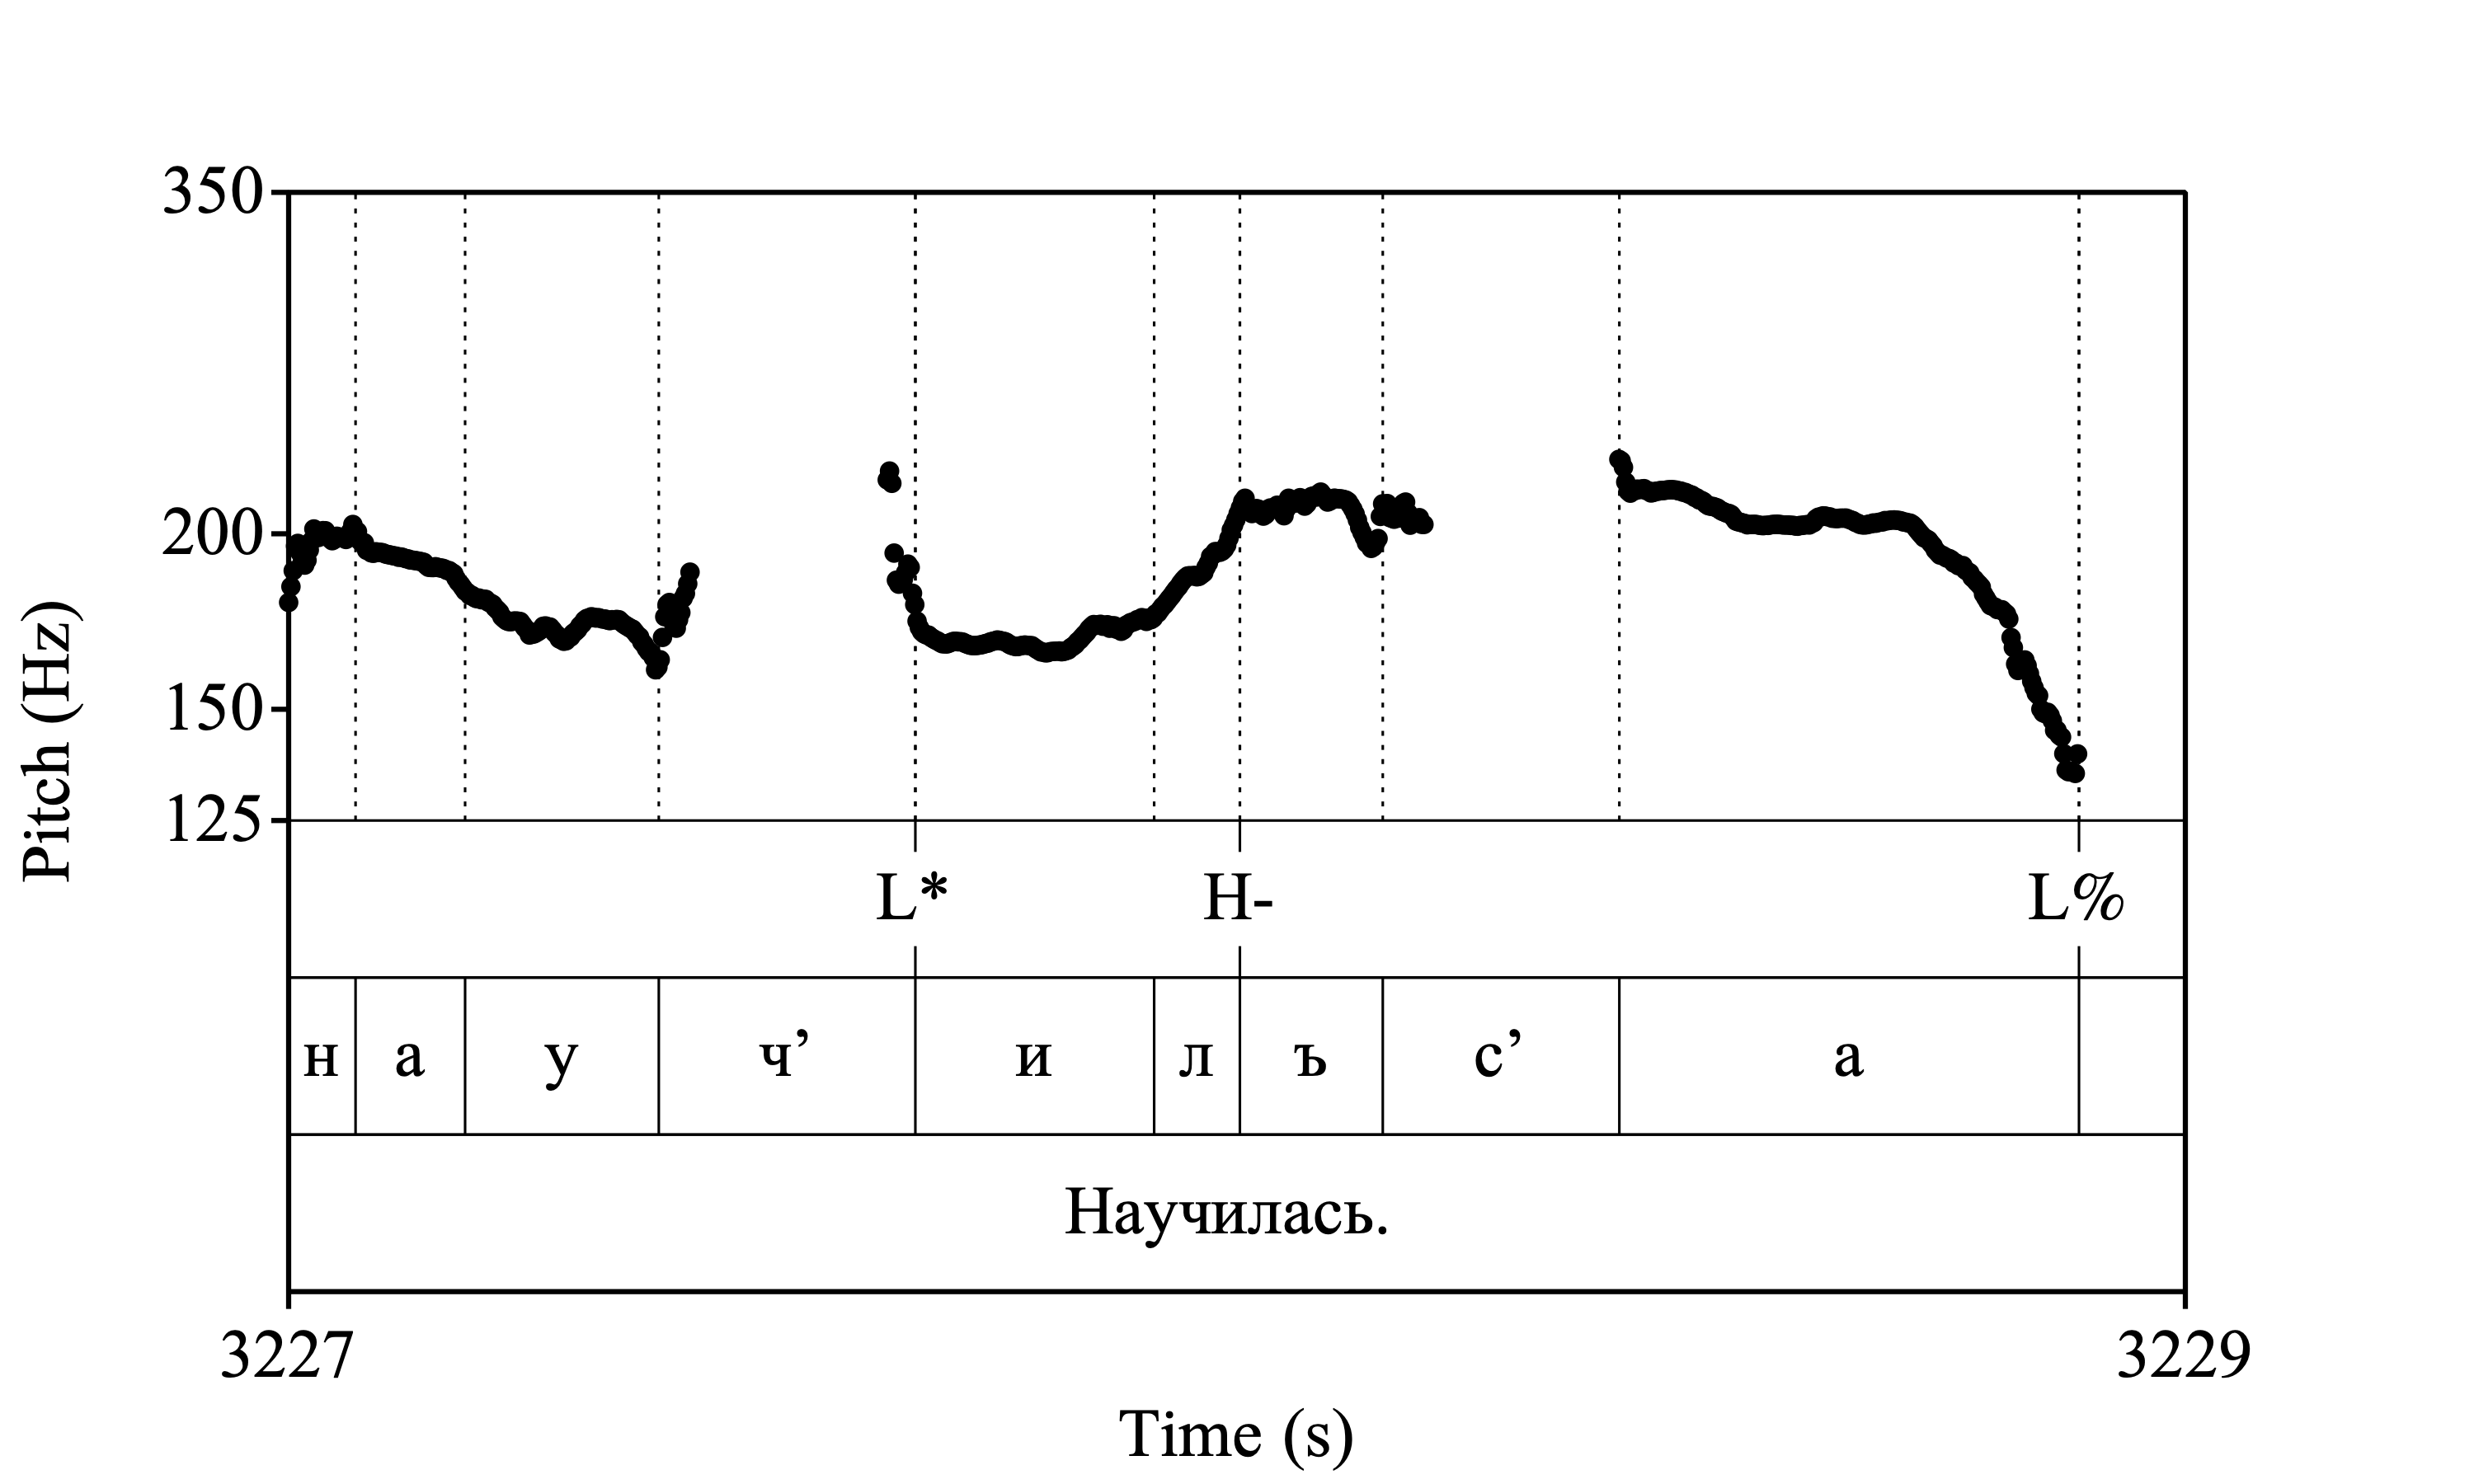 350
200
150
125
Pitch (Hz)
L* H- L%
н а у ч’ и л ъ с’ а
Научилась.
3227 3229
Time (s)